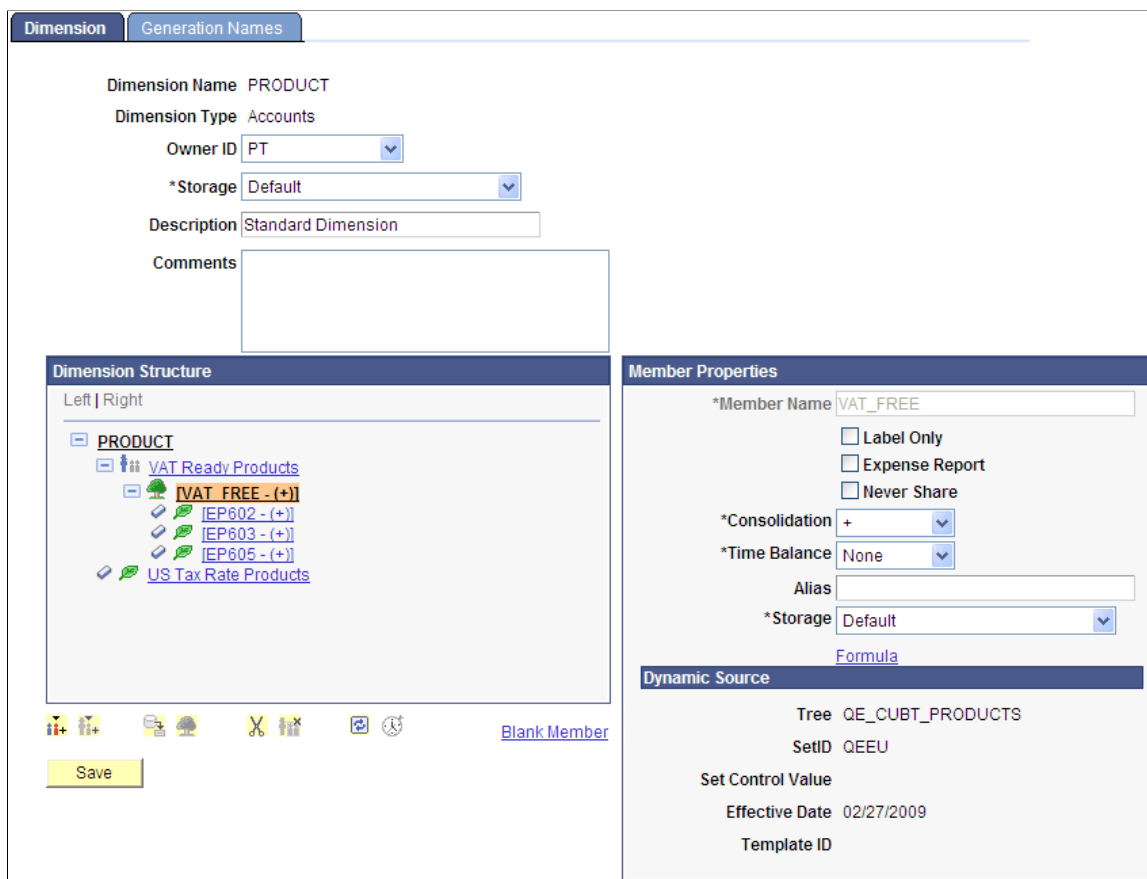 Dimension
Generation Names
Dimension Name PRODUCT
Dimension Type Accounts
Owner ID PT
*Storage Default
Description Standard Dimension
Comments
Dimension Structure
Left | Right
PRODUCT
VAT Ready Products
[VAT_FREE - (+)]
[EP602 - (+)]
[EP603 - (+)]
[EP605 - (+)]
US Tax Rate Products
Blank Member
Save
Member Properties
*Member Name VAT_FREE
Label Only
Expense Report
Never Share
*Consolidation +
*Time Balance None
Alias
*Storage Default
Formula
Dynamic Source
Tree QE_CUBT_PRODUCTS
SetID QEEU
Set Control Value
Effective Date 02/27/2009
Template ID